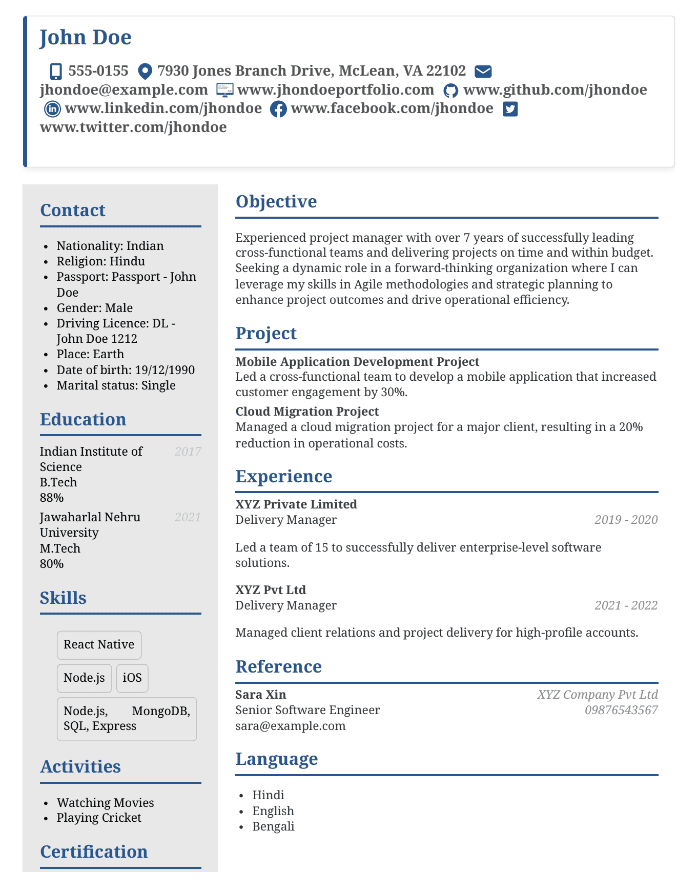 John Doe
555-0155 7930 Jones Branch Drive, McLean, VA 22102
jhondoe@example.com www.jhondoeportfolio.com www.github.com/jhondoe
www.linkedin.com/jhondoe www.facebook.com/jhondoe
www.twitter.com/jhondoe
Contact
• Nationality: Indian
• Religion: Hindu
• Passport: Passport - John
Doe
• Gender: Male
• Driving Licence: DL -
John Doe 1212
• Place: Earth
• Date of birth: 19/12/1990
• Marital status: Single
Education
Indian Institute of 2017
Science
B.Tech
88%
Jawaharlal Nehru 2021
University
M.Tech
80%
Skills
React Native
Node.js iOS
Node.js, MongoDB,
SQL, Express
Activities
• Watching Movies
• Playing Cricket
Certification
Objective
Experienced project manager with over 7 years of successfully leading
cross-functional teams and delivering projects on time and within budget.
Seeking a dynamic role in a forward-thinking organization where I can
leverage my skills in Agile methodologies and strategic planning to
enhance project outcomes and drive operational efficiency.
Project
Mobile Application Development Project
Led a cross-functional team to develop a mobile application that increased
customer engagement by 30%.
Cloud Migration Project
Managed a cloud migration project for a major client, resulting in a 20%
reduction in operational costs.
Experience
XYZ Private Limited
Delivery Manager 2019 - 2020
Led a team of 15 to successfully deliver enterprise-level software
solutions.
XYZ Pvt Ltd
Delivery Manager 2021 - 2022
Managed client relations and project delivery for high-profile accounts.
Reference
Sara Xin XYZ Company Pvt Ltd
Senior Software Engineer 09876543567
sara@example.com
Language
• Hindi
• English
• Bengali